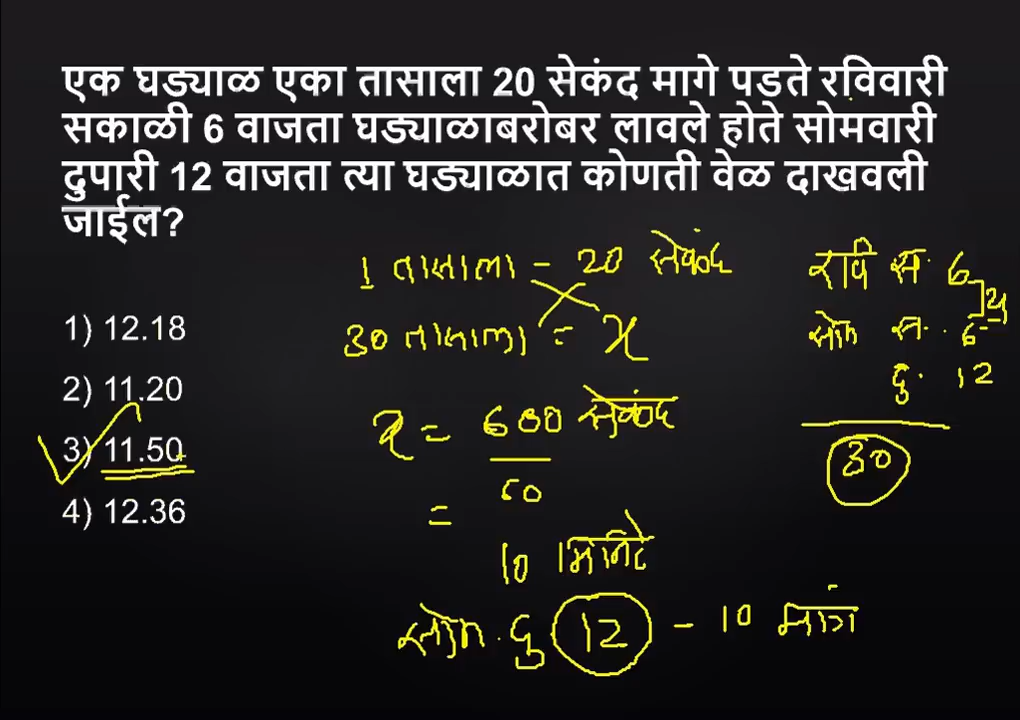 एक घड्याळ एका तासाला 20 सेकंद मागे पडते रविवारी
सकाळी 6 वाजता घड्याळाबरोबर लावले होते सोमवारी
दुपारी 12 वाजता त्या घड्याळात कोणती वेळ दाखवली
जाईल?
1) 12.18
2) 11.20
3) 11.50
4) 12.36
1 तासाला - 20 सेकंद
30 तासाला = x
x = 600 सेकंद
60
=
10 मिनिटे
सोम. दु 12 - 10 मागे
रवि स. 6
24
सोम स. 6
दु. 12
30